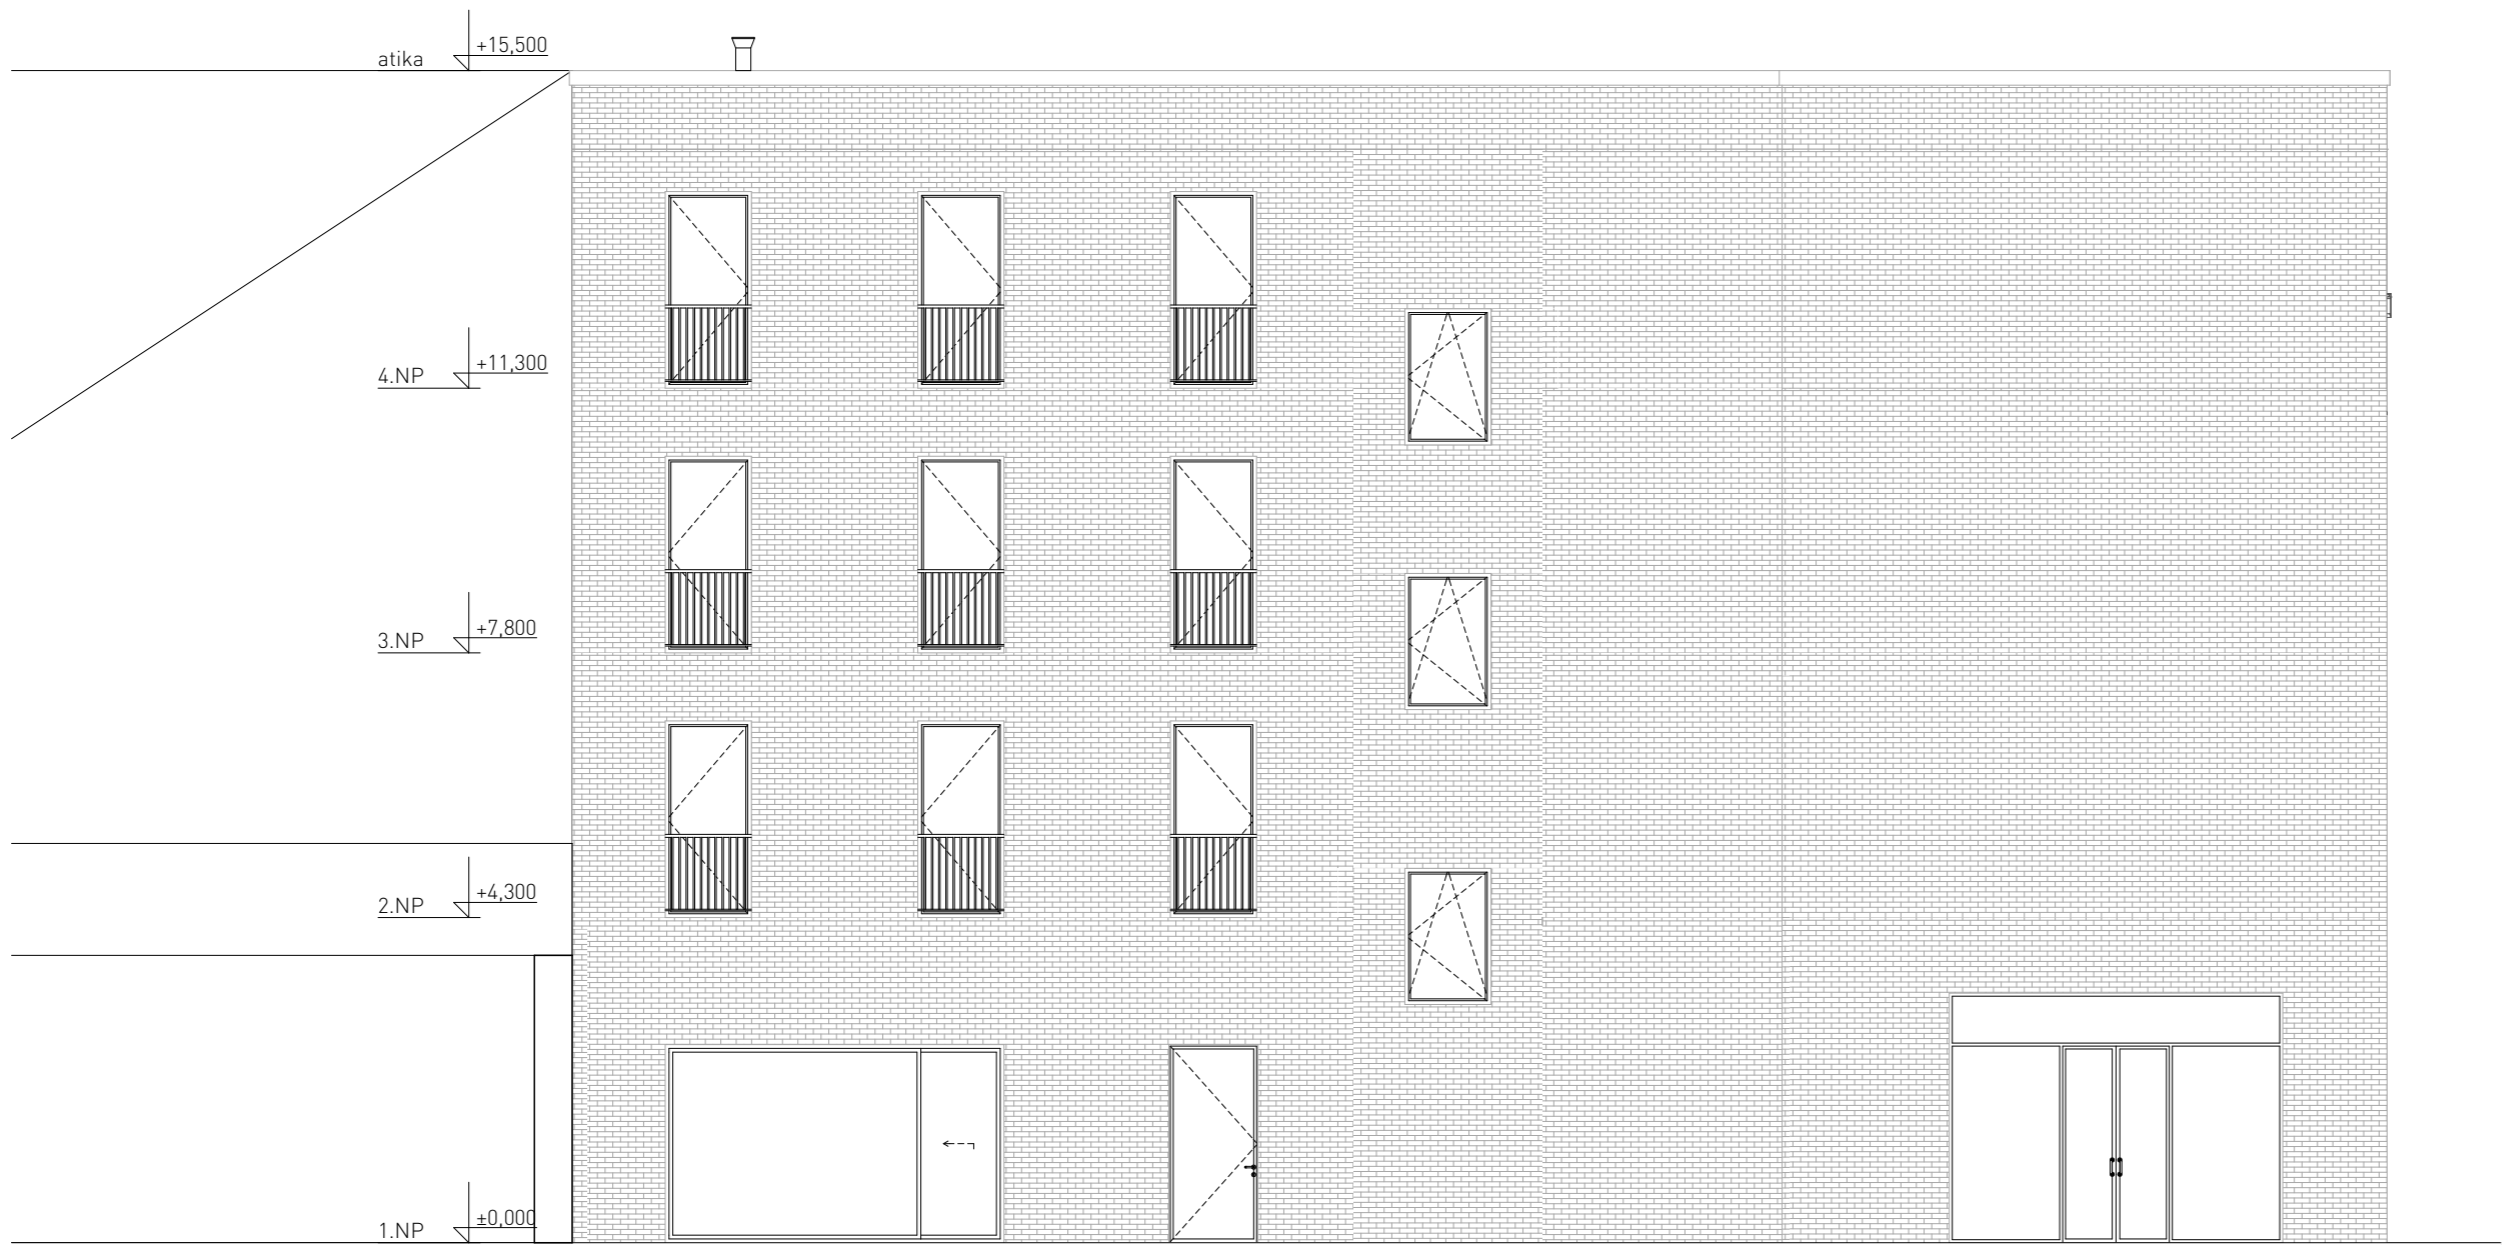 +15,500
atika
+11,300
4.NP
+7,800
3.NP
+4,300
2.NP
±0,000
1.NP